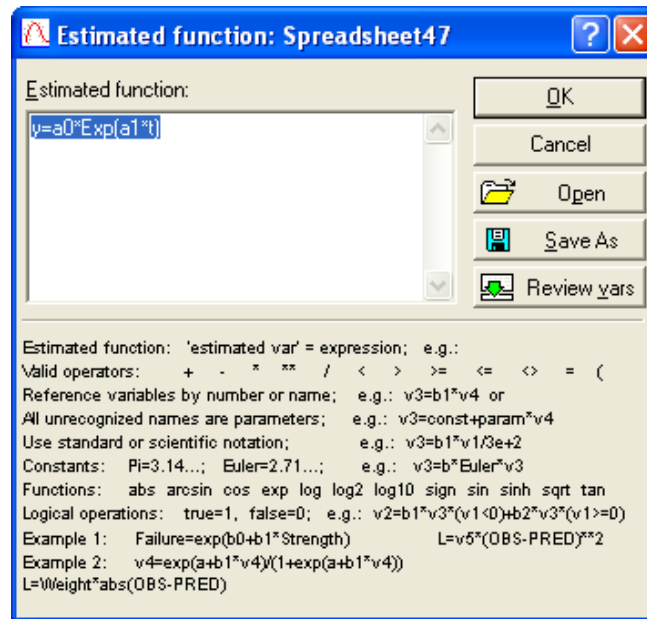 Estimated function: Spreadsheet47
Estimated function:
OK
y=a0*Exp(a1*t)
Cancel
Open
Save As
Review vars
Estimated function: 'estimated var' = expression; e.g.:
Valid operators: + - * ** / < > >= <= <> = (
Reference variables by number or name; e.g.: v3=b1*v4 or
All unrecognized names are parameters; e.g.: v3=const+param*v4
Use standard or scientific notation; e.g.: v3=b1*v1/3e+2
Constants: Pi=3.14...; Euler=2.71...; e.g.: v3=b*Euler*v3
Functions: abs arcsin cos exp log log2 log10 sign sin sinh sqrt tan
Logical operations: true=1, false=0; e.g.: v2=b1*v3*(v1<0)+b2*v3*(v1>=0)
Example 1: Failure=exp(b0+b1*Strength) L=v5*(OBS-PRED)**2
Example 2: v4=exp(a+b1*v4)/(1+exp(a+b1*v4))
L=Weight*abs(OBS-PRED)